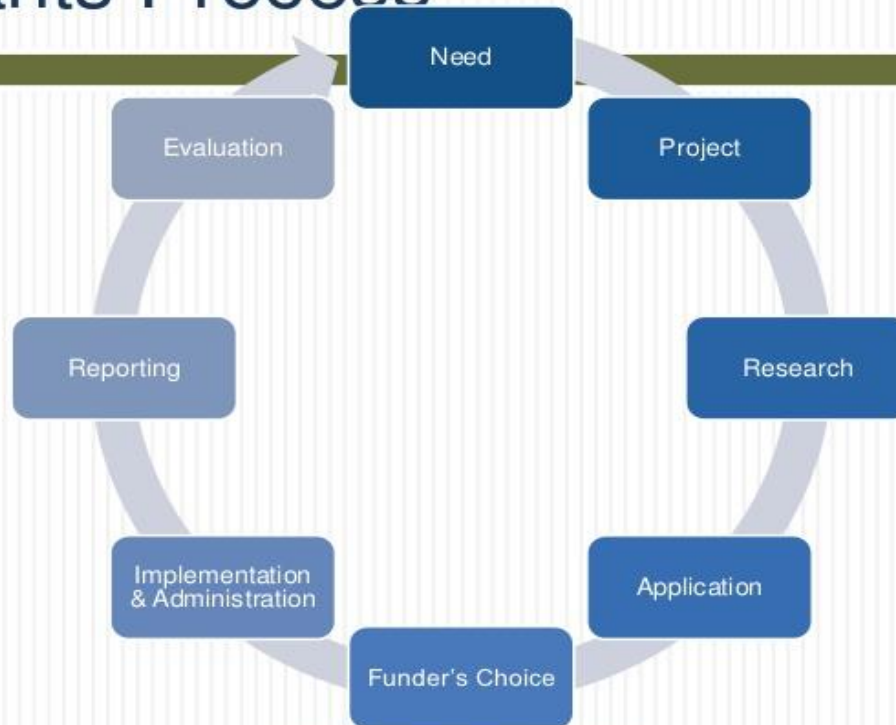 Need
Project
Research
Application
Funder's Choice
Implementation
& Administration
Reporting
Evaluation